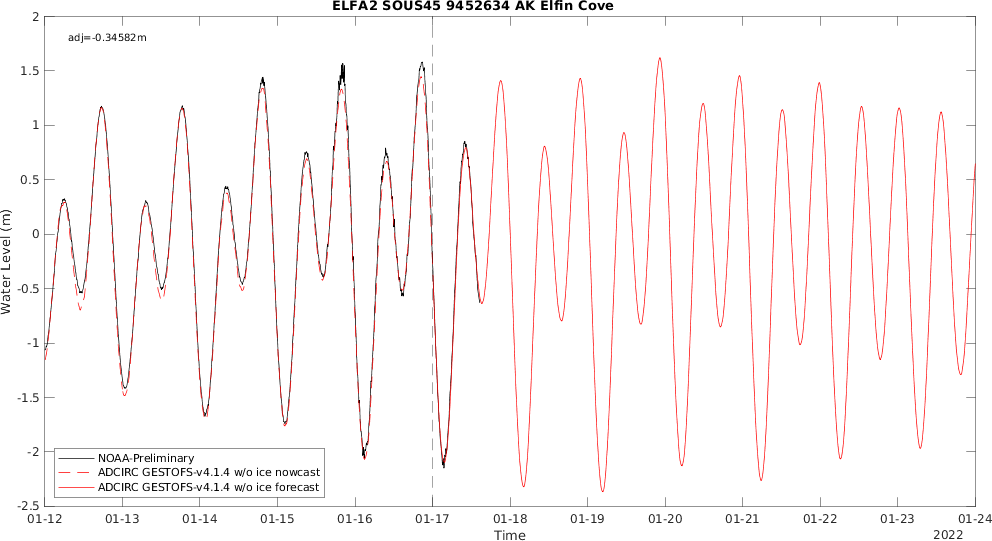 ELFA2 SOUS45 9452634 AK Elfin Cove
adj=-0.34582m
Water Level (m)
2
1.5
1
0.5
0
-0.5
-1
-1.5
-2
-2.5
NOAA-Preliminary
ADCIRC GESTOFS-v4.1.4 w/o ice nowcast
ADCIRC GESTOFS-v4.1.4 w/o ice forecast
01-12 01-13 01-14 01-15 01-16 01-17 01-18 01-19 01-20 01-21 01-22 01-23 01-24
Time
2022